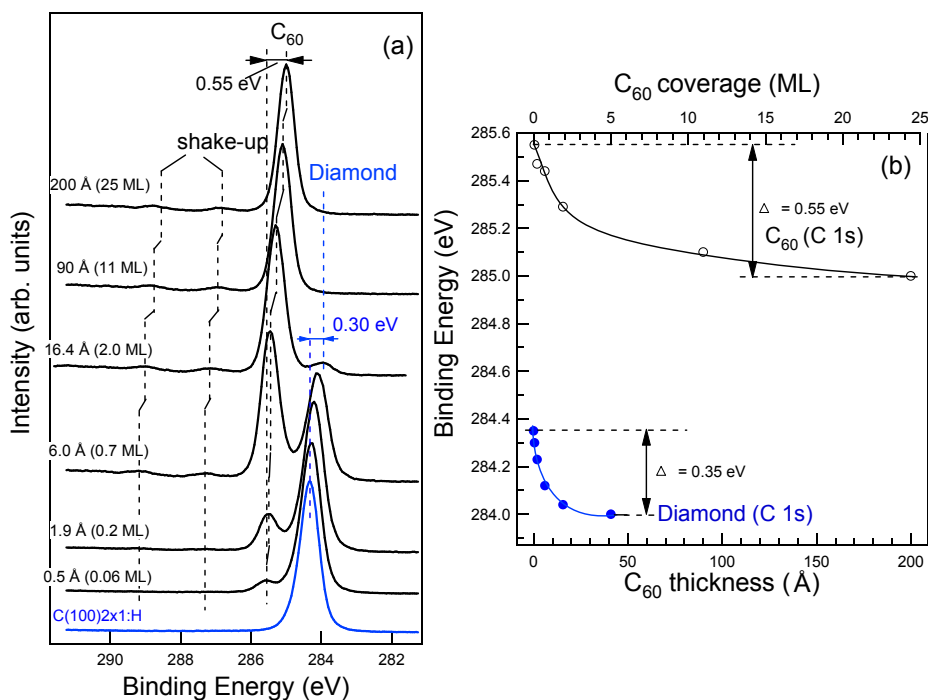 C60
(a)
0.55 eV
shake-up
Diamond
200 Å (25 ML)
90 Å (11 ML)
0.30 eV
16.4 Å (2.0 ML)
6.0 Å (0.7 ML)
1.9 Å (0.2 ML)
0.5 Å (0.06 ML)
C(100)2x1:H
Intensity (arb. units)
290 288 286 284 282
Binding Energy (eV)
C60 coverage (ML)
0 5 10 15 20 25
(b)
285.6
285.4
285.2
285.0
284.8
284.6
284.4
284.2
284.0
Δ = 0.55 eV
C60 (C 1s)
Δ = 0.35 eV
Diamond (C 1s)
Binding Energy (eV)
0 50 100 150 200
C60 thickness (Å)